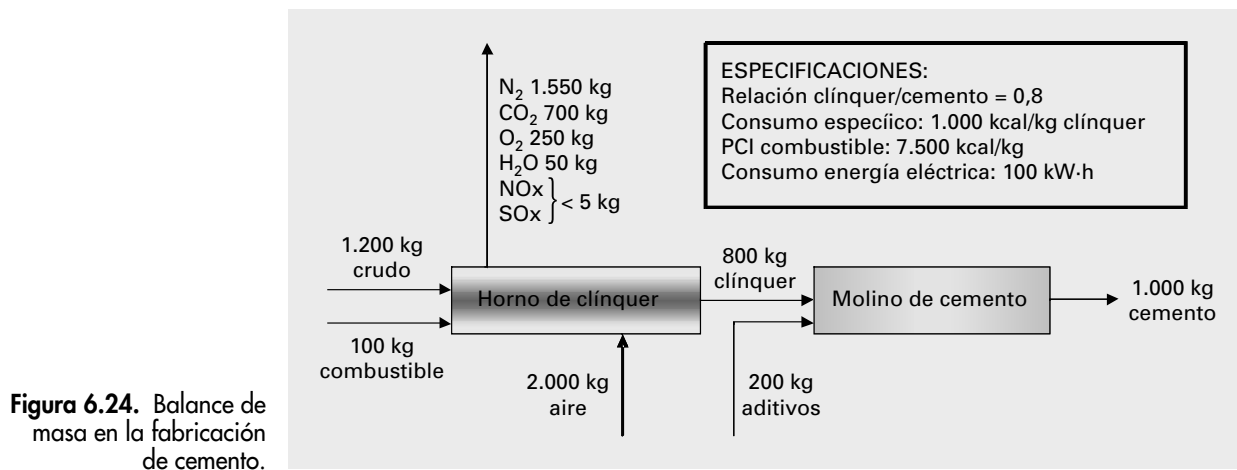 N₂ 1.550 kg
CO₂ 700 kg
O₂ 250 kg
H₂O 50 kg
NOx
SOx
} < 5 kg
ESPECIFICACIONES:
Relación clínquer/cemento = 0,8
Consumo especíico: 1.000 kcal/kg clínquer
PCI combustible: 7.500 kcal/kg
Consumo energía eléctrica: 100 kW·h
1.200 kg
crudo
100 kg
combustible
Horno de clínquer
2.000 kg
aire
800 kg
clínquer
200 kg
aditivos
Molino de cemento
1.000 kg
cemento
Figura 6.24. Balance de
masa en la fabricación
de cemento.